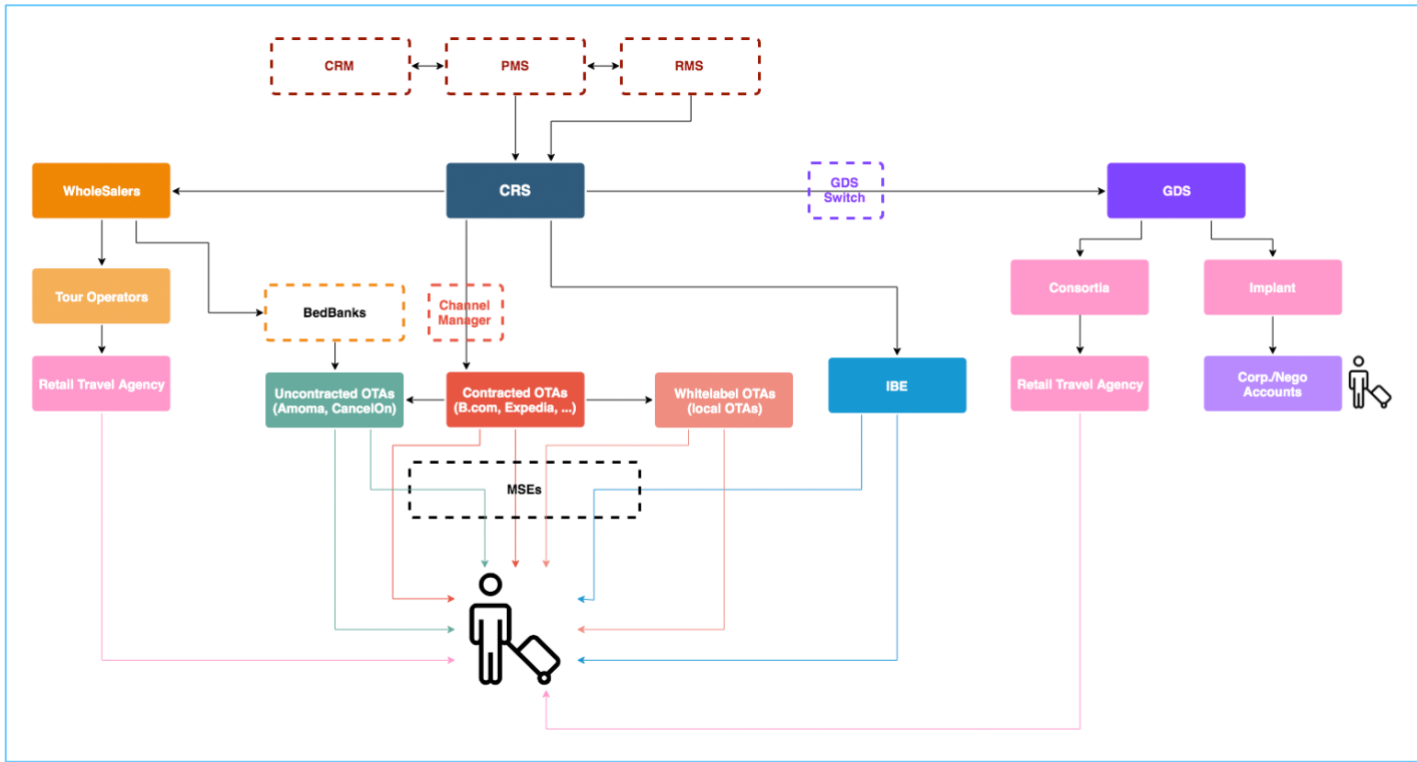 CRM
PMS
RMS
WholeSalers
CRS
GDS
Switch
GDS
Tour Operators
BedBanks
Channel
Manager
Consortia
Implant
Retail Travel Agency
Uncontracted OTAs
(Amoma, CancelOn)
Contracted OTAs
(B.com, Expedia, ...)
Whitelabel OTAs
(local OTAs)
IBE
Retail Travel Agency
Corp./Nego
Accounts
MSEs